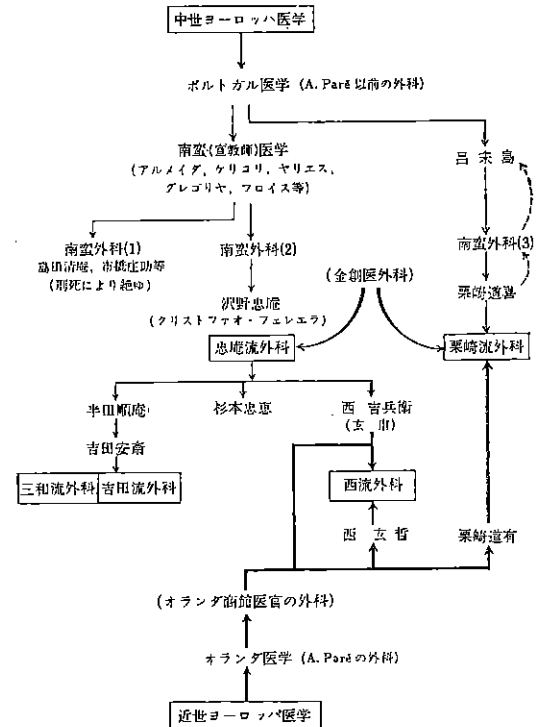 中世ヨーロッパ医学
ポルトガル医学 (A. Paré 以前の外科)
南蛮(宣教師)医学
(アルメイダ、ケリコリ、ヤリエス、
グレゴリヤ、フロイス等)
呂宋島
南蛮外科(1)
島田清庵、市橋庄助等
(刑死により絶ゆ)
南蛮外科(2)
南蛮外科(3)
(金創医外科)
沢野忠庵
(クリストファオ・フェレエラ)
栗崎道喜
忠庵流外科
栗崎流外科
半田順庵
杉本忠恵
西 吉兵衛
(玄甫)
吉田安斎
三和流外科 吉田流外科
西流外科
西 玄哲
栗崎道有
(オランダ商館医官の外科)
オランダ医学 (A. Paré の外科)
近世ヨーロッパ医学